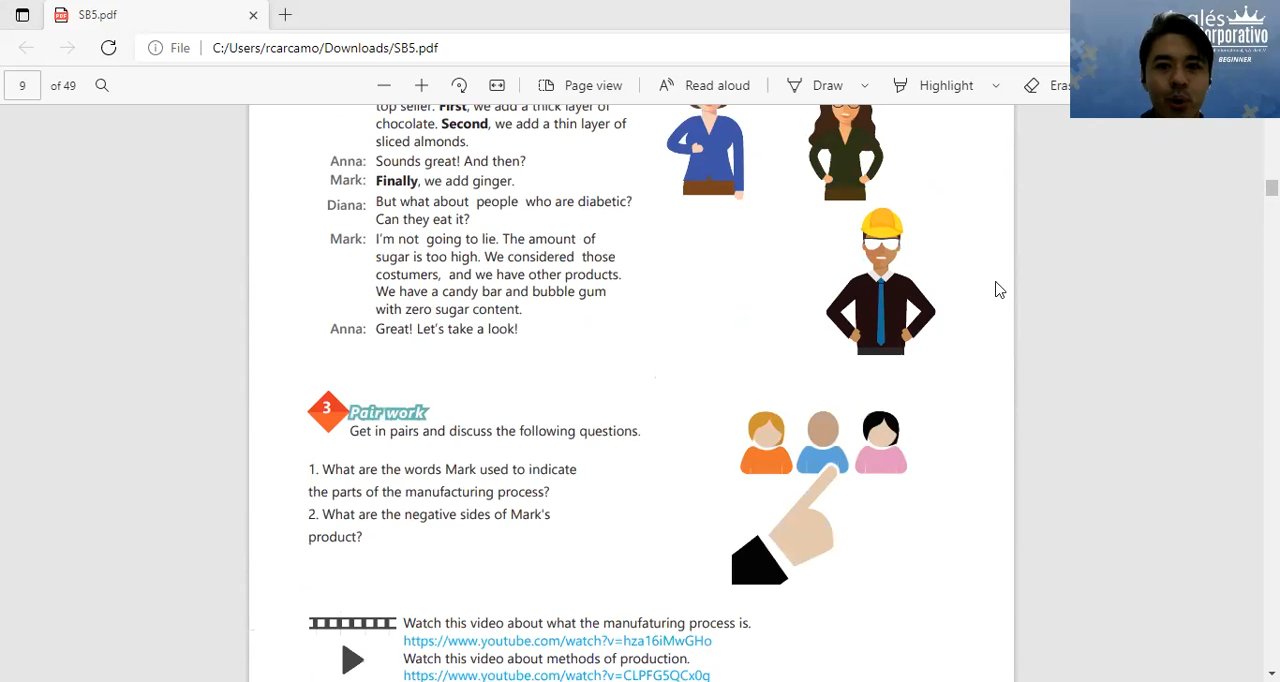 SB5.pdf
File
C:/Users/rcarcamo/Downloads/SB5.pdf
9 of 49
Page view
Read aloud
Draw
Highlight
Eras
Inglés
orporativo
BEGINNER
top seller. First, we add a thick layer of
chocolate. Second, we add a thin layer of
sliced almonds.
Anna: Sounds great! And then?
Mark: Finally, we add ginger.
Diana: But what about people who are diabetic?
Can they eat it?
Mark: I'm not going to lie. The amount of
sugar is too high. We considered those
costumers, and we have other products.
We have a candy bar and bubble gum
with zero sugar content.
Anna: Great! Let's take a look!
3 Pair work
Get in pairs and discuss the following questions.
1. What are the words Mark used to indicate
the parts of the manufacturing process?
2. What are the negative sides of Mark's
product?
Watch this video about what the manufaturing process is.
https://www.youtube.com/watch?v=hza16iMwGHo
Watch this video about methods of production.
https://www.youtube.com/watch?v=CLPFG5QCx0g